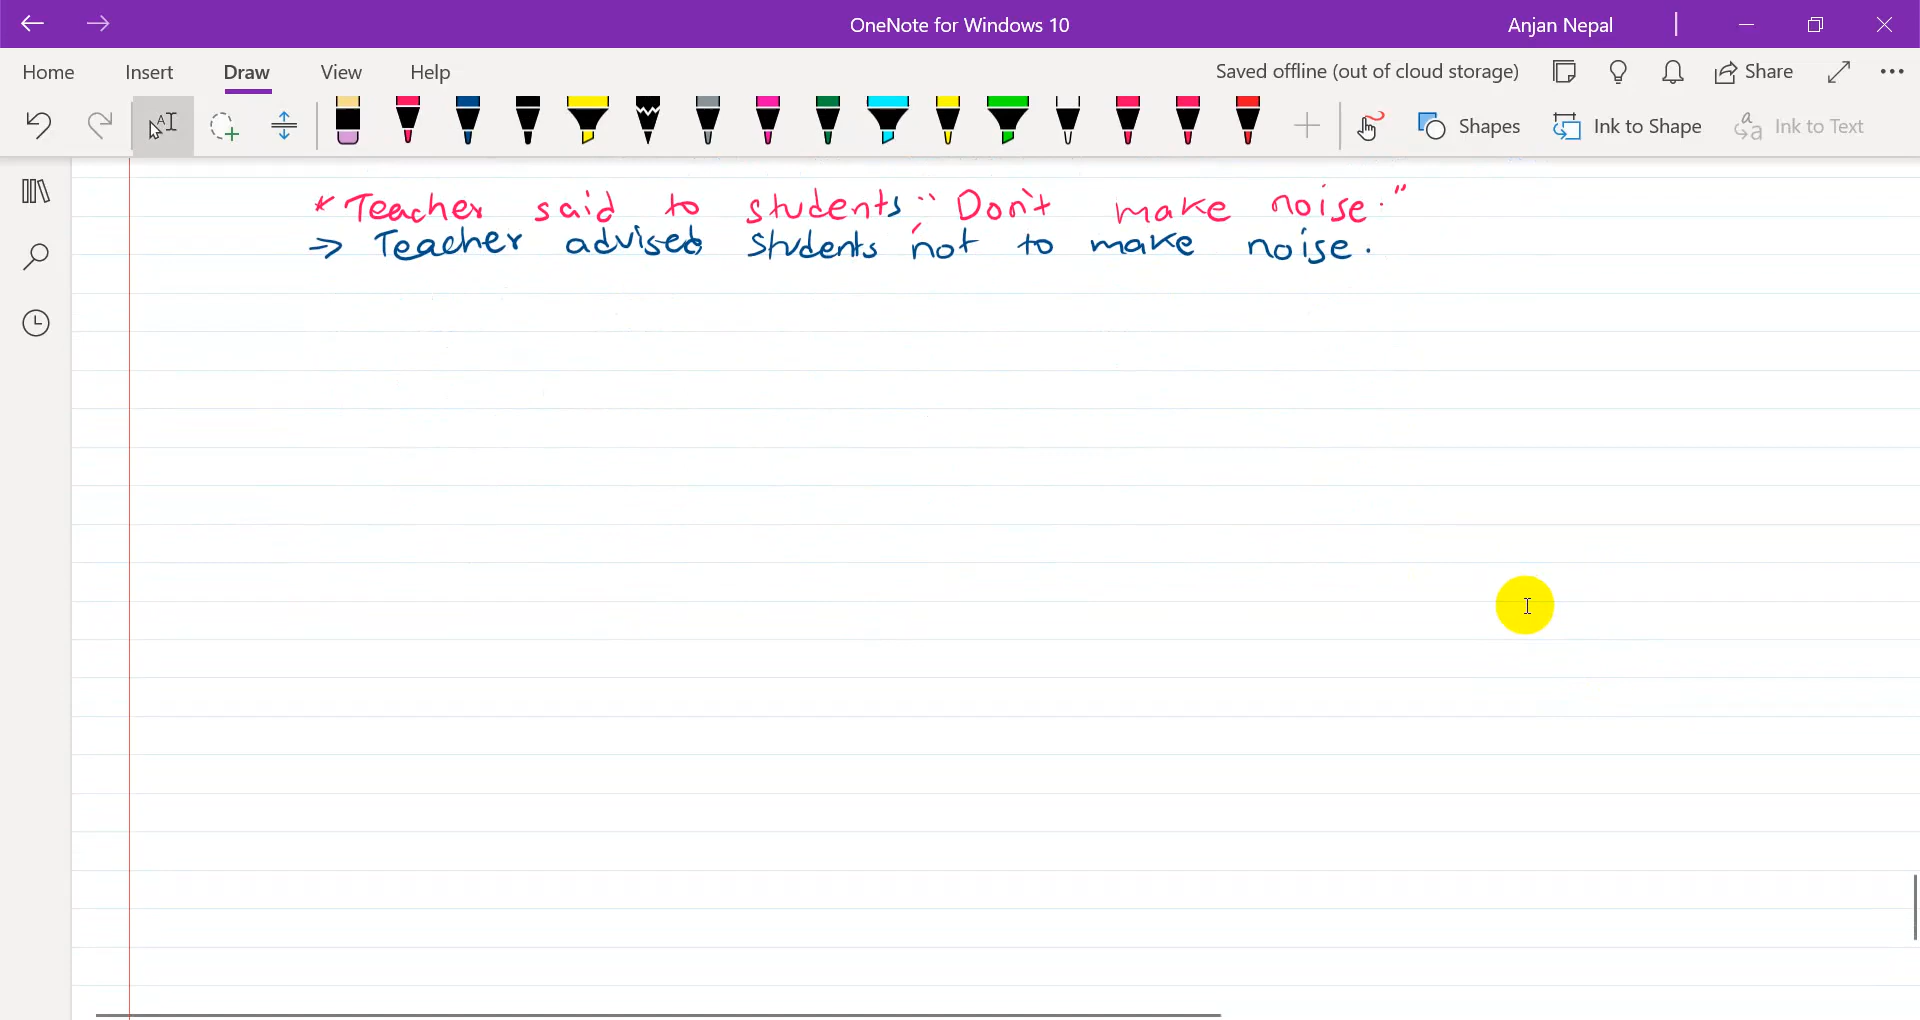 OneNote for Windows 10
Anjan Nepal
Home Insert Draw View Help
Saved offline (out of cloud storage) Share
Shapes Ink to Shape Ink to Text
* Teacher said to students, "Don't make noise."
→ Teacher advised students not to make noise.